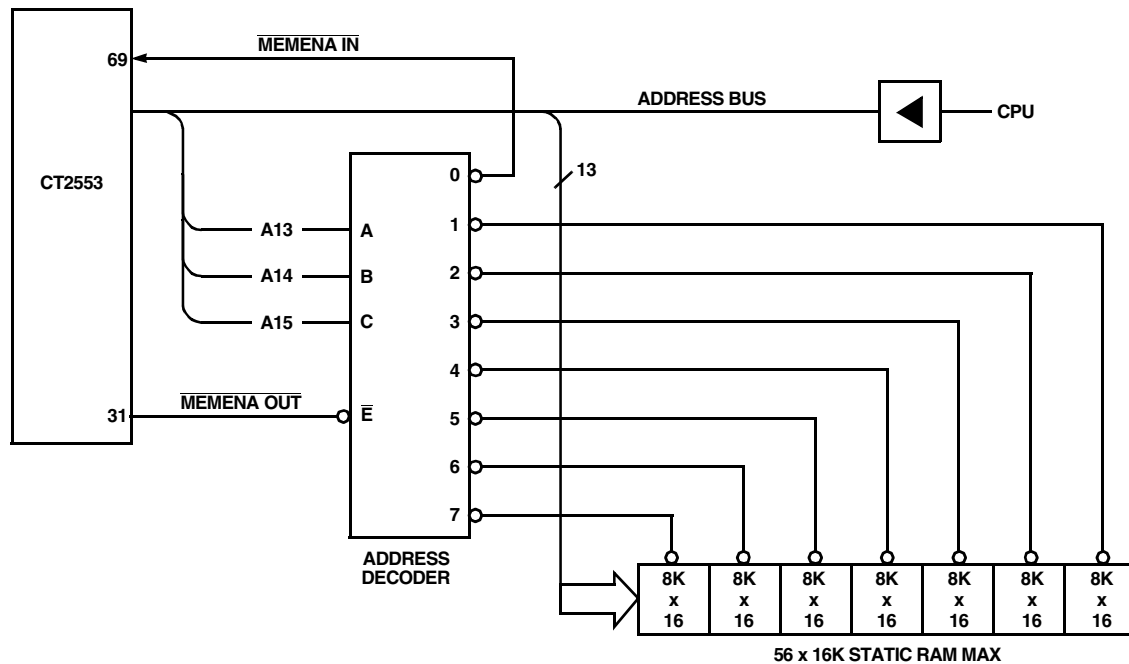 MEMENA IN
69
ADDRESS BUS
CPU
CT2553
0
13
1
A13
A
A14
B
2
A15
C
3
4
31
MEMENA OUT
E
5
6
7
ADDRESS
DECODER
8K
x
16
8K
x
16
8K
x
16
8K
x
16
8K
x
16
8K
x
16
8K
x
16
56 x 16K STATIC RAM MAX